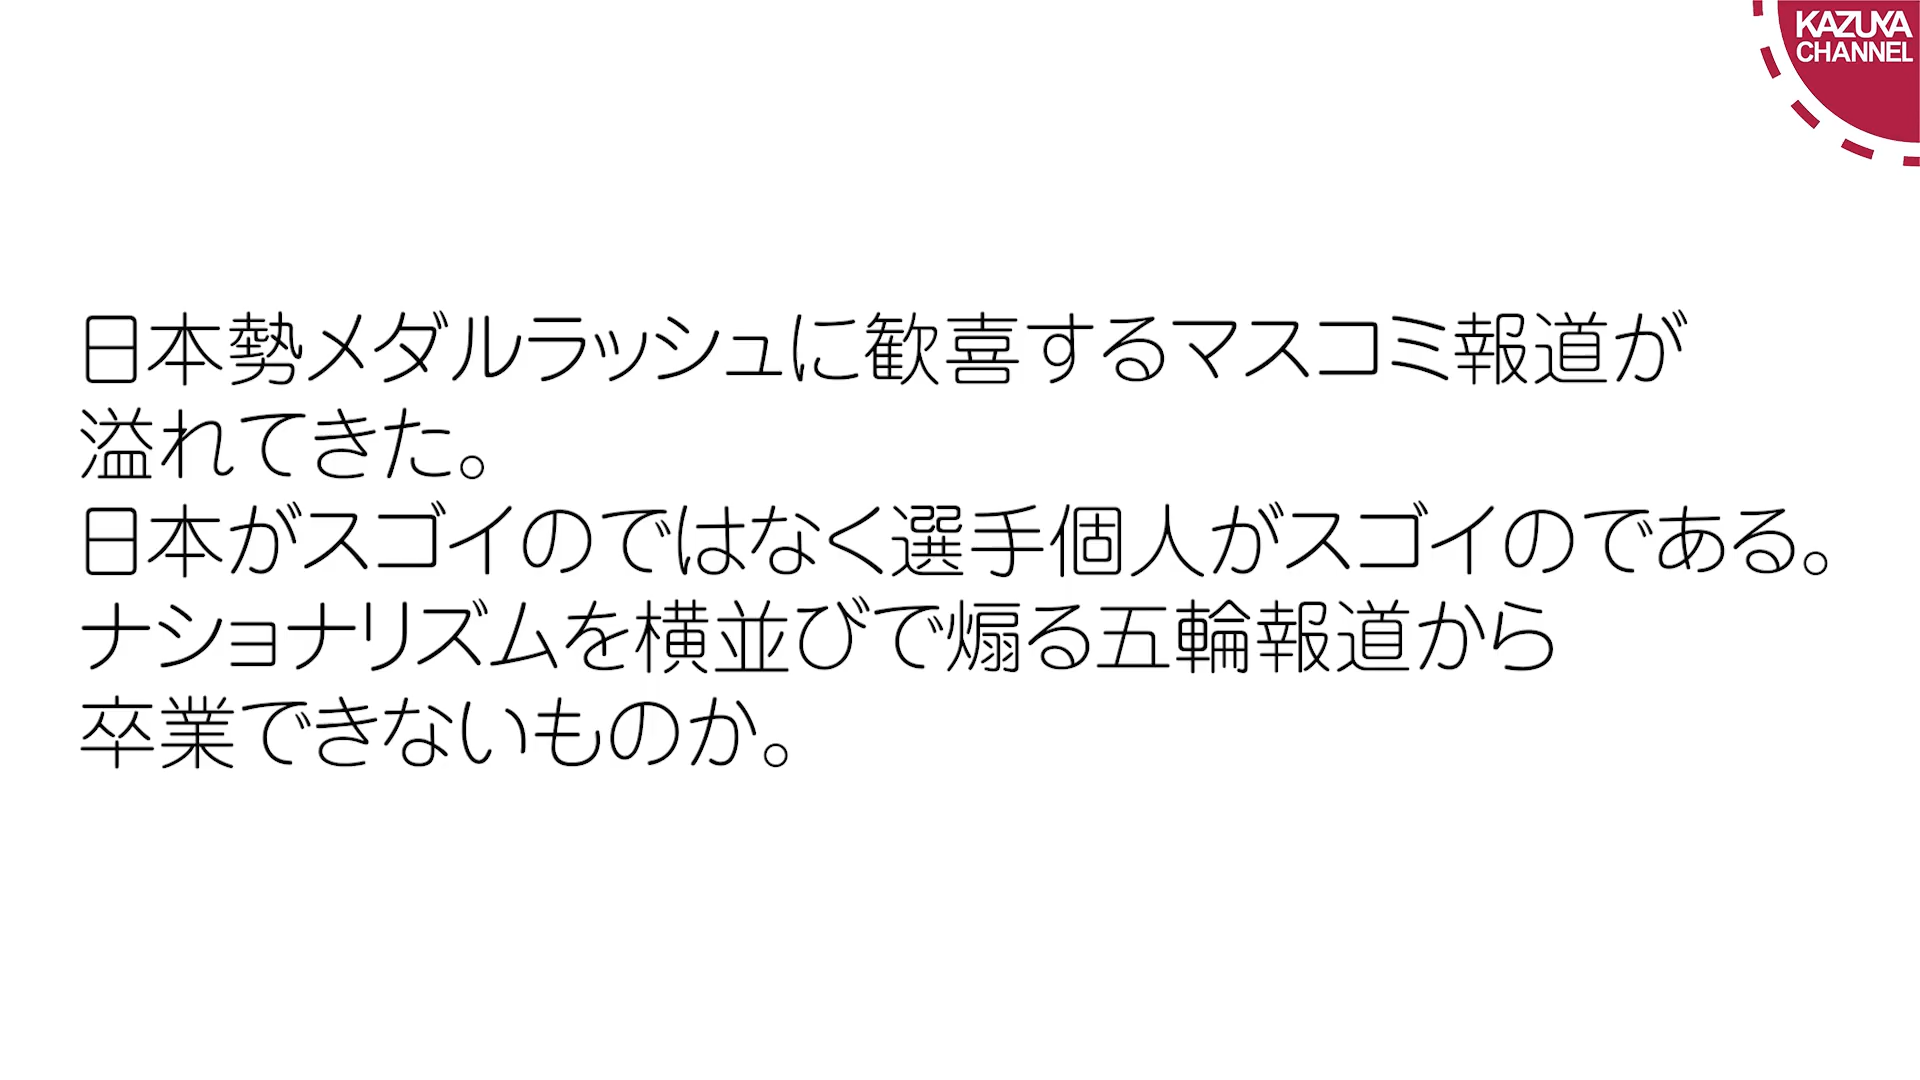 KAZUYA
CHANNEL
日本勢メダルラッシュに歓喜するマスコミ報道が
溢れてきた。
日本がスゴイのではなく選手個人がスゴイのである。
ナショナリズムを横並びで煽る五輪報道から
卒業できないものか。